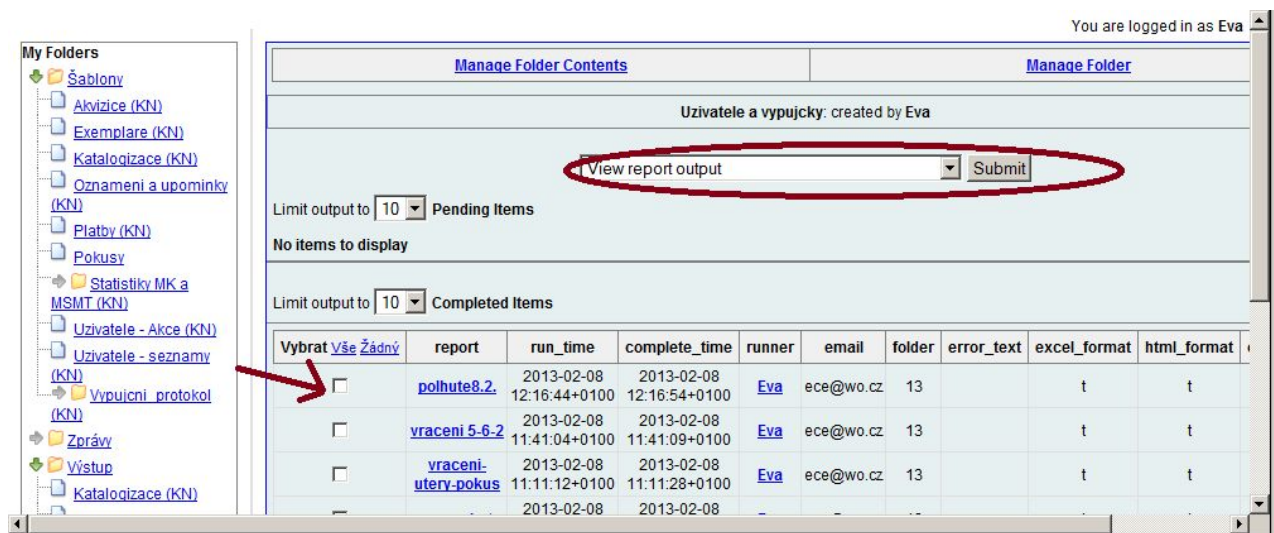 You are logged in as Eva
My Folders
Šablony
Akvizice (KN)
Exemplare (KN)
Katalogizace (KN)
Oznameni a upominky
(KN)
Platby (KN)
Pokusy
Statistiky MK a
MSMT (KN)
Uzivatele - Akce (KN)
Uzivatele - seznamy
(KN)
Vypujcni protokol
(KN)
Zprávy
Výstup
Katalogizace (KN)
Manage Folder Contents
Manage Folder
Uzivatele a vypujcky: created by Eva
View report output
Submit
Limit output to 10 Pending Items
No items to display
Limit output to 10 Completed Items
Vybrat Vše Žádný report run_time complete_time runner email folder error_text excel_format html_format
polhute8.2. 2013-02-08 12:16:44+0100 2013-02-08 12:16:54+0100 Eva ece@wo.cz 13 t t
vraceni 5-6-2 2013-02-08 11:41:04+0100 2013-02-08 11:41:09+0100 Eva ece@wo.cz 13 t t
vraceni-utery-pokus 2013-02-08 11:11:12+0100 2013-02-08 11:11:28+0100 Eva ece@wo.cz 13 t t
2013-02-08 2013-02-08